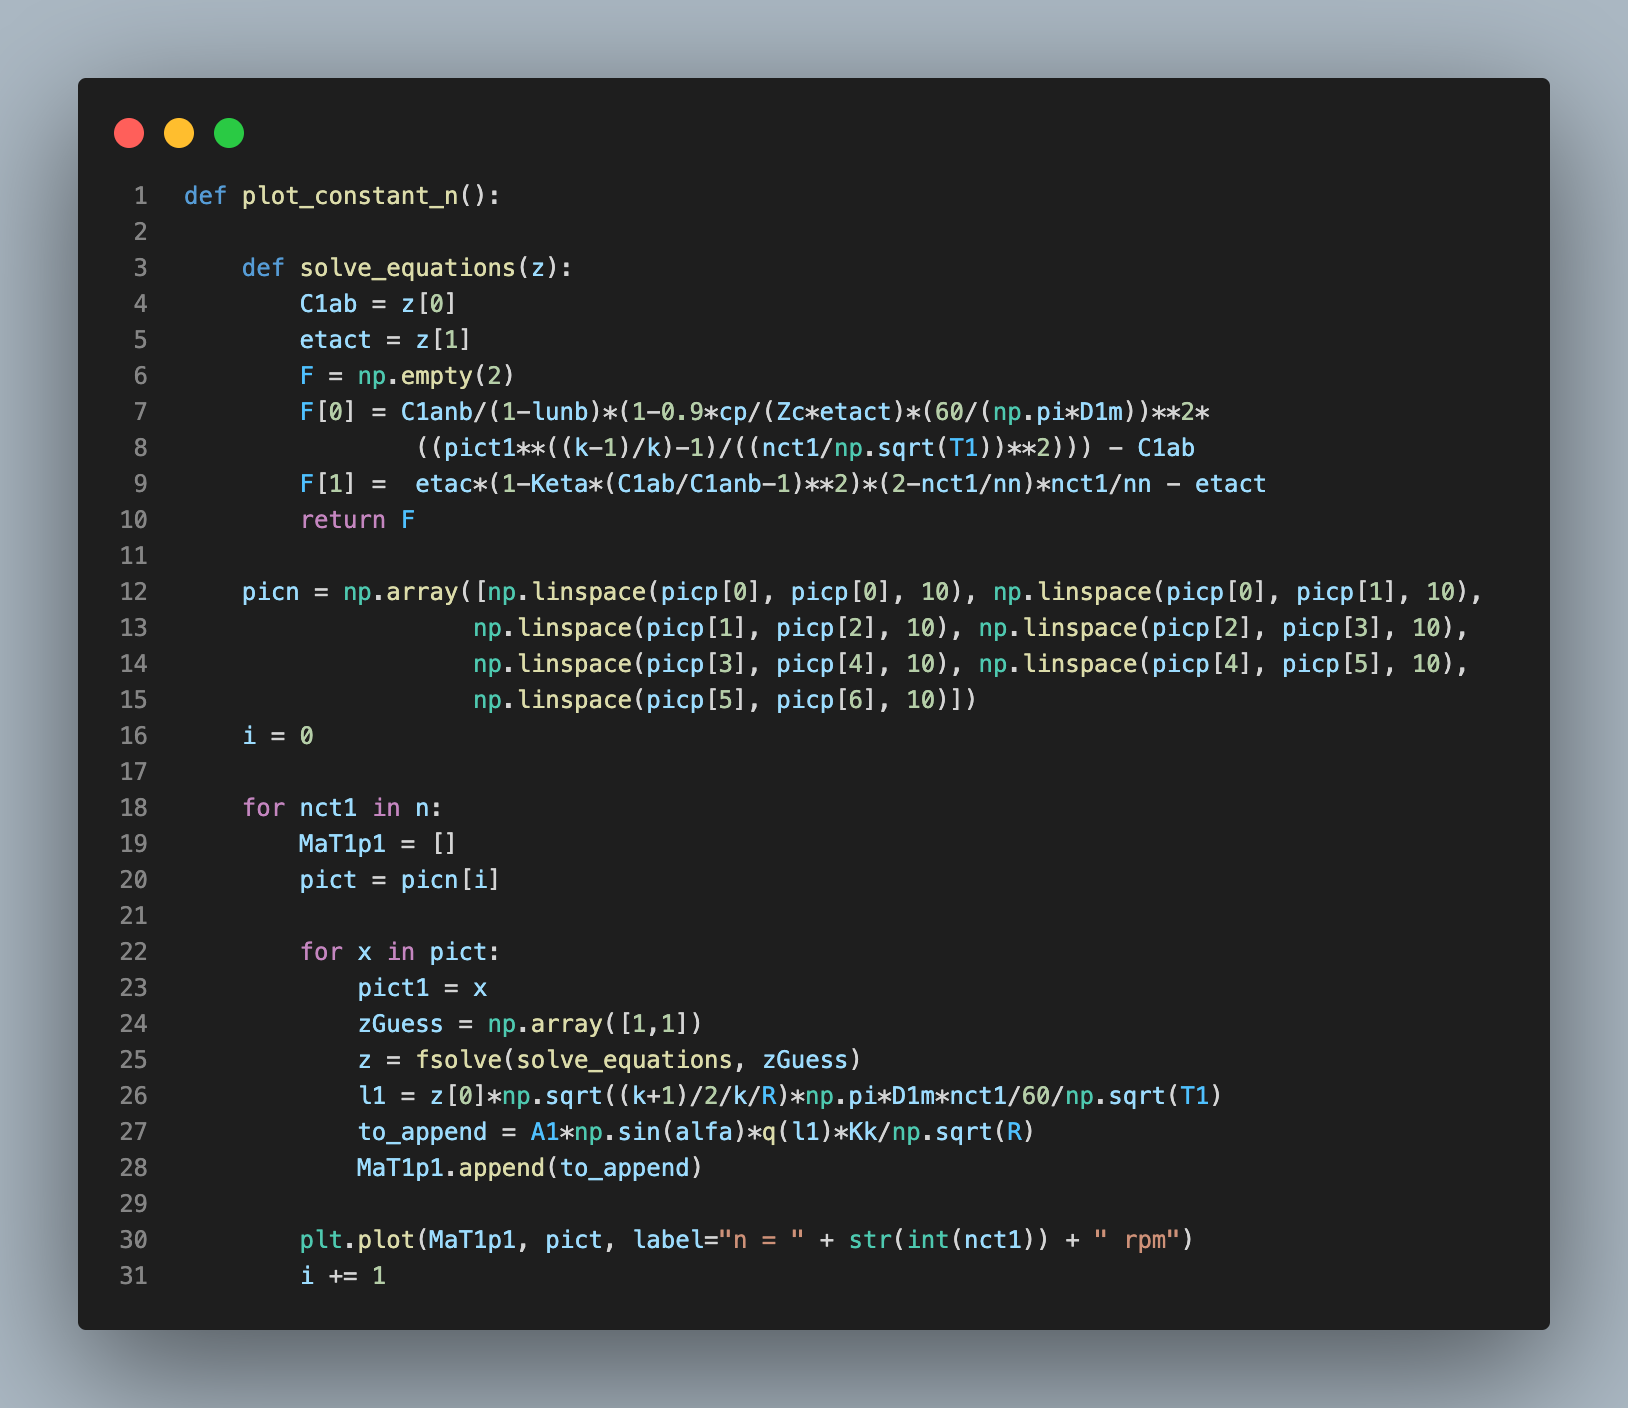 1 def plot_constant_n():
2
3     def solve_equations(z):
4         C1ab = z[0]
5         etact = z[1]
6         F = np.empty(2)
7         F[0] = C1anb/(1-lunb)*(1-0.9*cp/(Zc*etact)*(60/(np.pi*D1m))**2*
8                 ((pict1**((k-1)/k)-1)/((nct1/np.sqrt(T1))**2))) - C1ab
9         F[1] =  etac*(1-Keta*(C1ab/C1anb-1)**2)*(2-nct1/nn)*nct1/nn - etact
10         return F
11
12     picn = np.array([np.linspace(picp[0], picp[0], 10), np.linspace(picp[0], picp[1], 10),
13                     np.linspace(picp[1], picp[2], 10), np.linspace(picp[2], picp[3], 10),
14                     np.linspace(picp[3], picp[4], 10), np.linspace(picp[4], picp[5], 10),
15                     np.linspace(picp[5], picp[6], 10)])
16     i = 0
17
18     for nct1 in n:
19         MaT1p1 = []
20         pict = picn[i]
21
22         for x in pict:
23             pict1 = x
24             zGuess = np.array([1,1])
25             z = fsolve(solve_equations, zGuess)
26             l1 = z[0]*np.sqrt((k+1)/2/k/R)*np.pi*D1m*nct1/60/np.sqrt(T1)
27             to_append = A1*np.sin(alfa)*q(l1)*Kk/np.sqrt(R)
28             MaT1p1.append(to_append)
29
30         plt.plot(MaT1p1, pict, label="n = " + str(int(nct1)) + " rpm")
31         i += 1